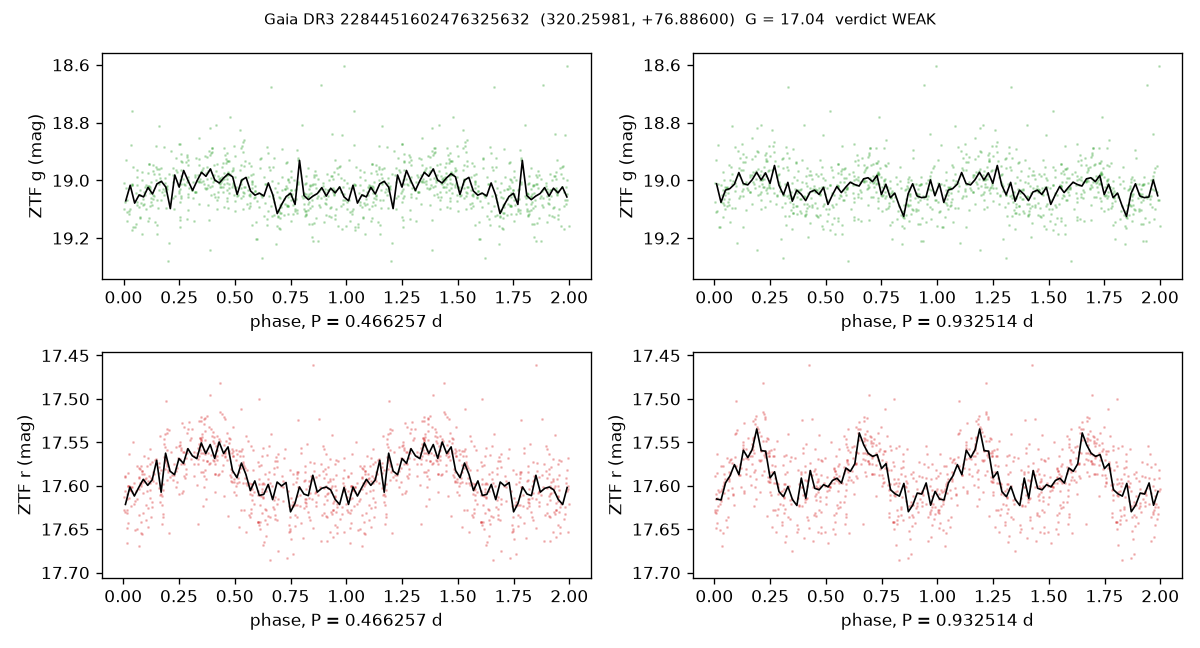 Gaia DR3 2284451602476325632 (320.25981, +76.88600) G = 17.04 verdict WEAK
ZTF g (mag)
18.6
18.8
19.0
19.2
0.00 0.25 0.50 0.75 1.00 1.25 1.50 1.75 2.00
phase, P = 0.466257 d
ZTF g (mag)
18.6
18.8
19.0
19.2
0.00 0.25 0.50 0.75 1.00 1.25 1.50 1.75 2.00
phase, P = 0.932514 d
ZTF r (mag)
17.45
17.50
17.55
17.60
17.65
17.70
0.00 0.25 0.50 0.75 1.00 1.25 1.50 1.75 2.00
phase, P = 0.466257 d
ZTF r (mag)
17.45
17.50
17.55
17.60
17.65
17.70
0.00 0.25 0.50 0.75 1.00 1.25 1.50 1.75 2.00
phase, P = 0.932514 d